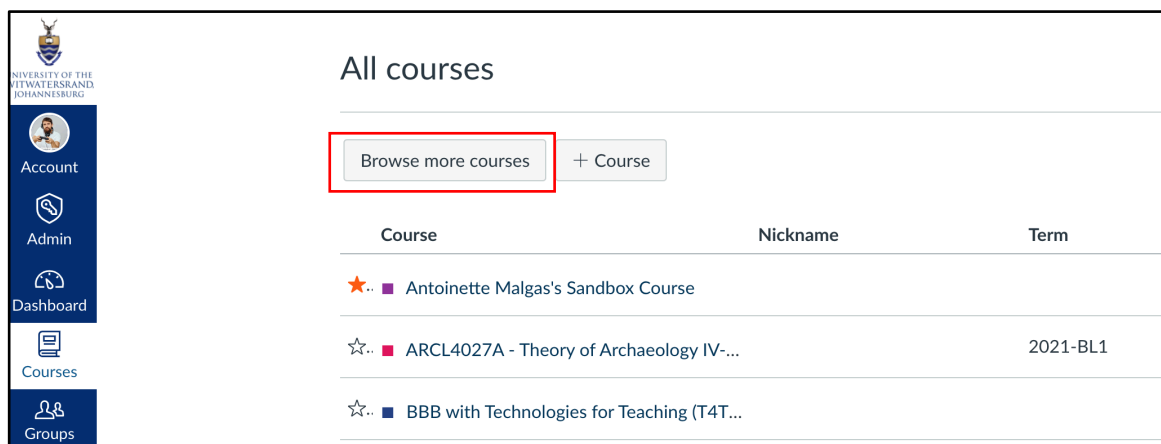 UNIVERSITY OF THE
WITWATERSRAND,
JOHANNESBURG
Account
Admin
Dashboard
Courses
Groups
All courses
Browse more courses
+ Course
Course Nickname Term
Antoinette Malgas's Sandbox Course
ARCL4027A - Theory of Archaeology IV-... 2021-BL1
BBB with Technologies for Teaching (T4T...